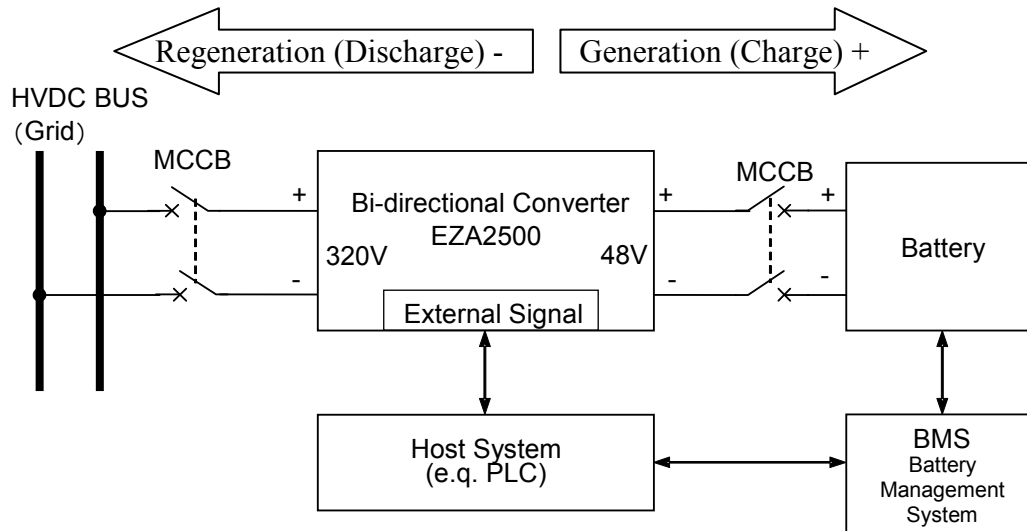 Regeneration (Discharge) -
Generation (Charge) +
HVDC BUS
(Grid)
MCCB
MCCB
+
+
+
Bi-directional Converter
EZA2500
320V
48V
Battery
-
-
-
External Signal
Host System
(e.q. PLC)
BMS
Battery
Management
System